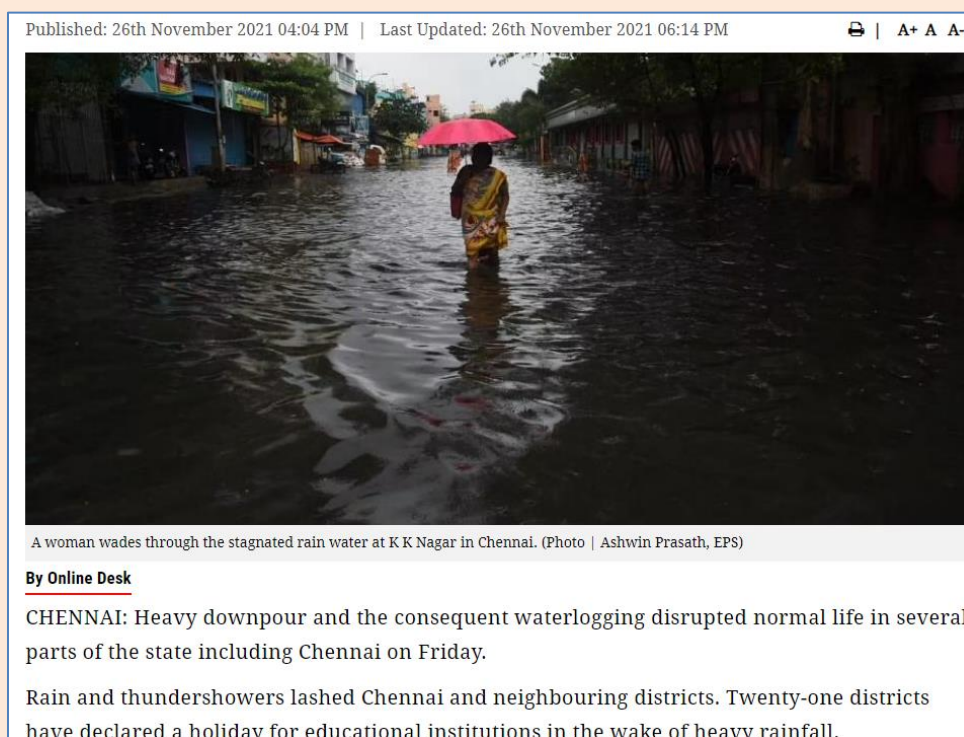 Published: 26th November 2021 04:04 PM | Last Updated: 26th November 2021 06:14 PM | A+ A A-
A woman wades through the stagnated rain water at K K Nagar in Chennai. (Photo | Ashwin Prasath, EPS)
By Online Desk
CHENNAI: Heavy downpour and the consequent waterlogging disrupted normal life in several
parts of the state including Chennai on Friday.
Rain and thundershowers lashed Chennai and neighbouring districts. Twenty-one districts
have declared a holiday for educational institutions in the wake of heavy rainfall.